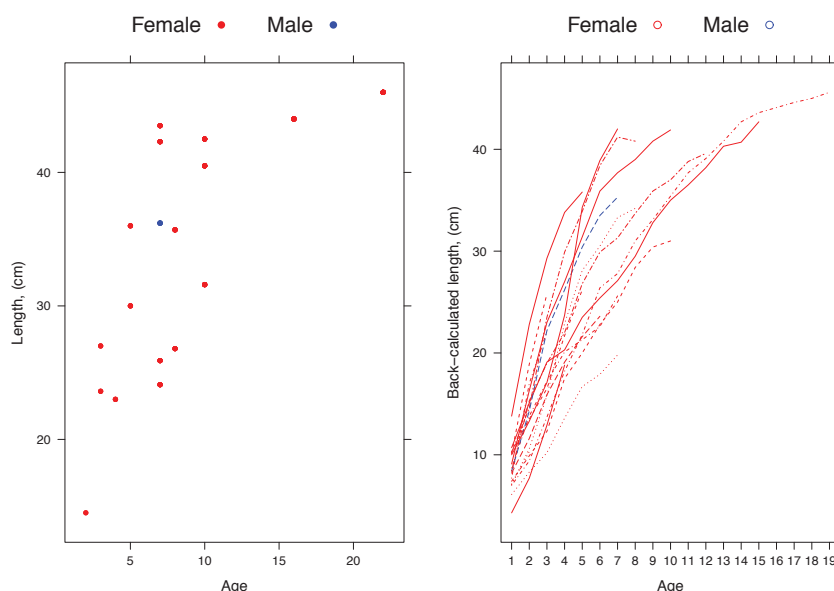 Female Male
Length, (cm)
40
30
20
5 10 15 20
Age
Female Male
Back−calculated length, (cm)
40
30
20
10
1 2 3 4 5 6 7 8 9 10 11 12 13 14 15 16 17 18 19
Age